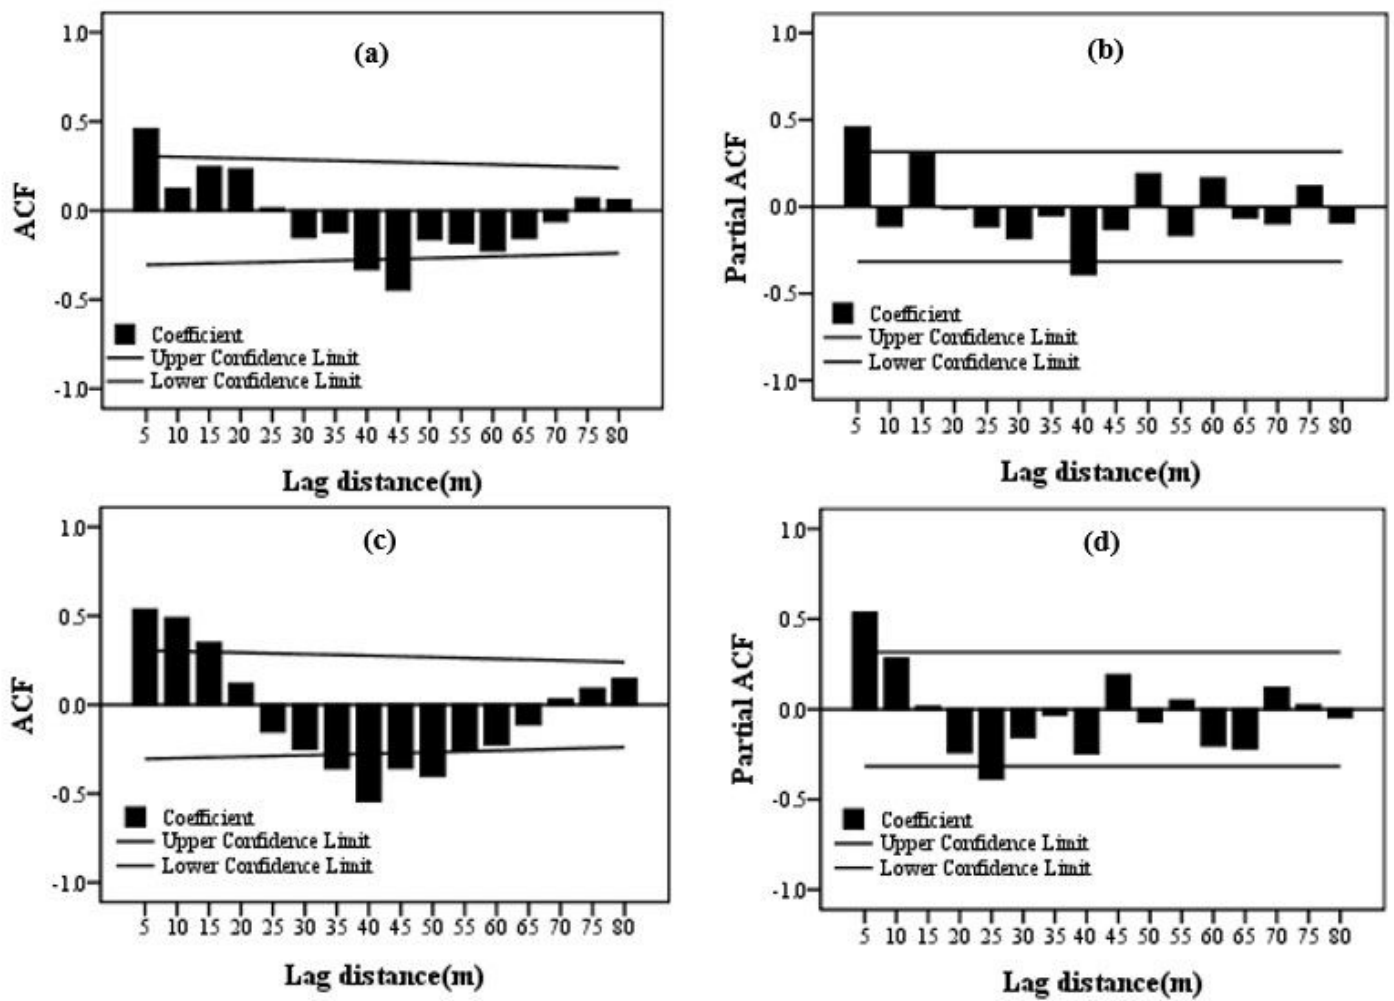 (a)
ACF
1.0
0.5
0.0
-0.5
-1.0
Coefficient
Upper Confidence Limit
Lower Confidence Limit
5 10 15 20 25 30 35 40 45 50 55 60 65 70 75 80
Lag distance(m)
(b)
Partial ACF
1.0
0.5
0.0
-0.5
-1.0
Coefficient
Upper Confidence Limit
Lower Confidence Limit
5 10 15 20 25 30 35 40 45 50 55 60 65 70 75 80
Lag distance(m)
(c)
ACF
1.0
0.5
0.0
-0.5
-1.0
Coefficient
Upper Confidence Limit
Lower Confidence Limit
5 10 15 20 25 30 35 40 45 50 55 60 65 70 75 80
Lag distance(m)
(d)
Partial ACF
1.0
0.5
0.0
-0.5
-1.0
Coefficient
Upper Confidence Limit
Lower Confidence Limit
5 10 15 20 25 30 35 40 45 50 55 60 65 70 75 80
Lag distance(m)